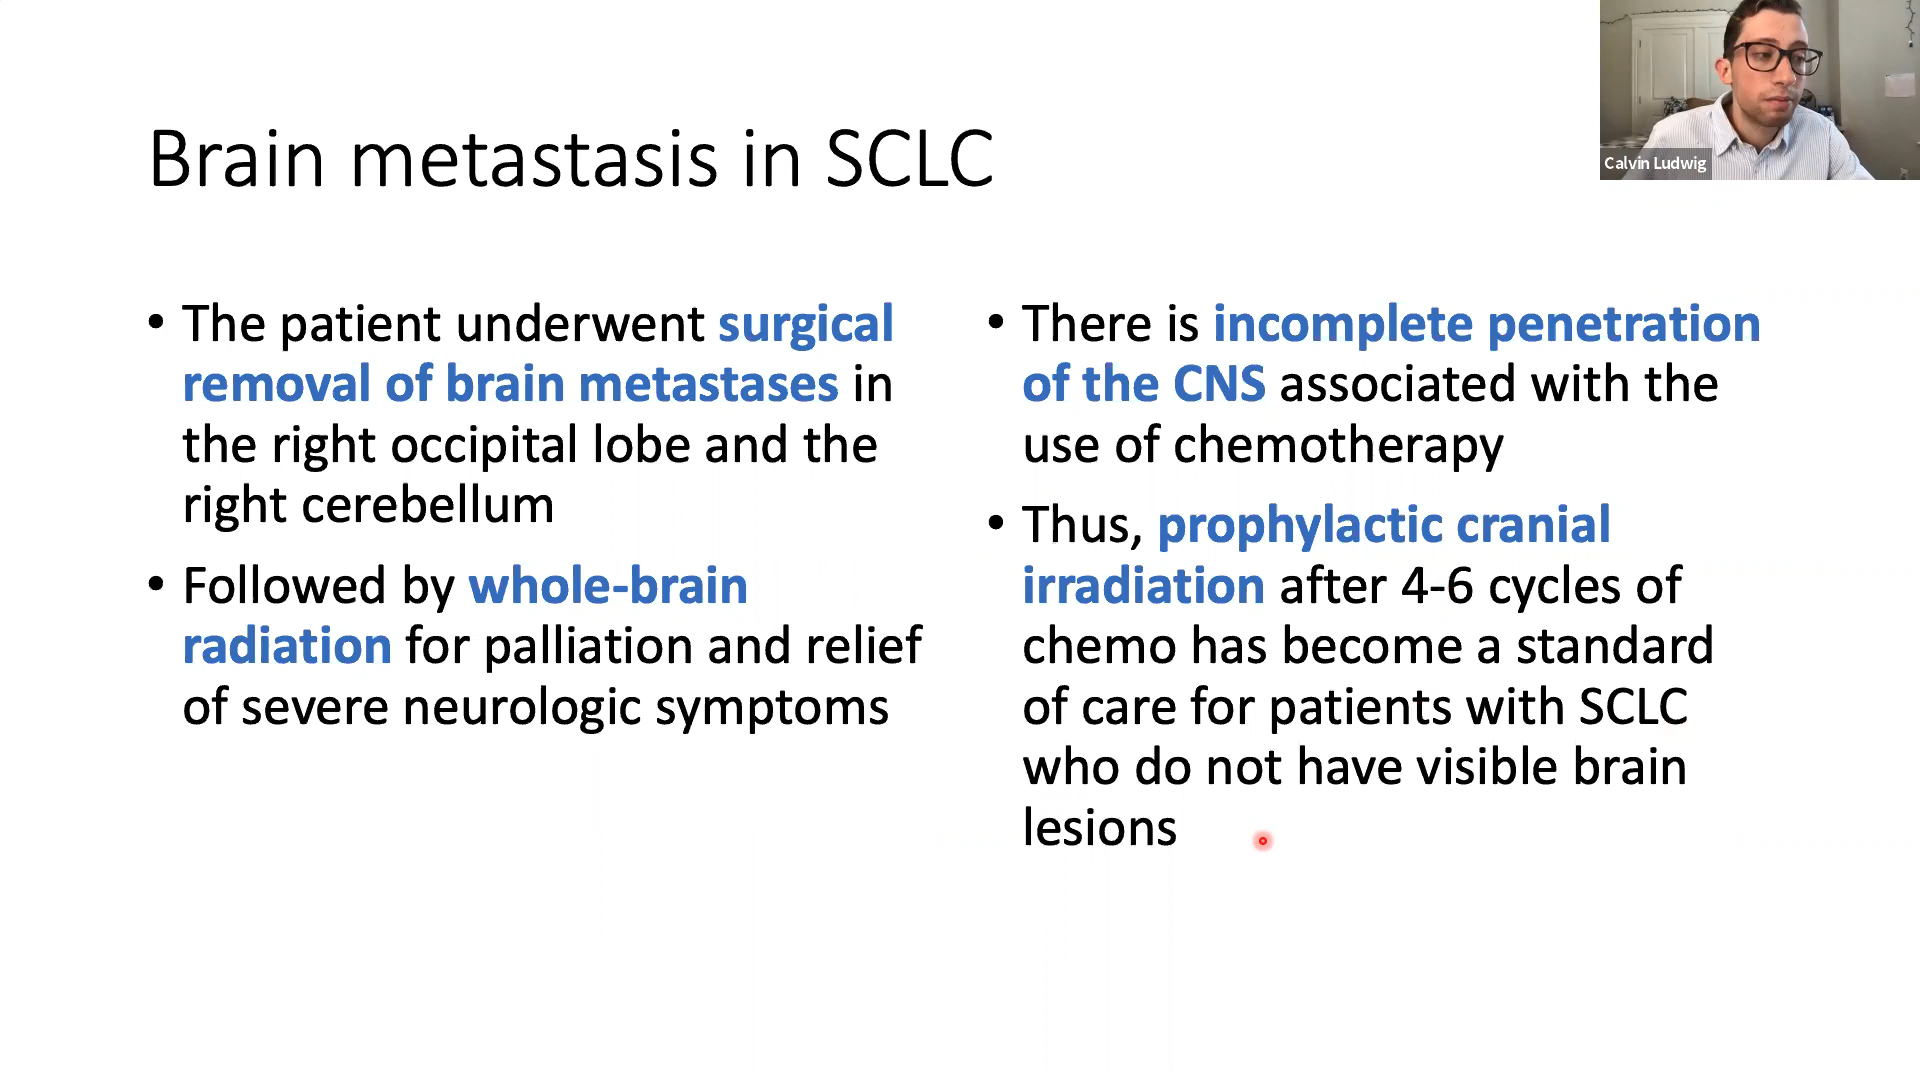 Brain metastasis in SCLC
Calvin Ludwig
• The patient underwent surgical
removal of brain metastases in
the right occipital lobe and the
right cerebellum
• Followed by whole-brain
radiation for palliation and relief
of severe neurologic symptoms
• There is incomplete penetration
of the CNS associated with the
use of chemotherapy
• Thus, prophylactic cranial
irradiation after 4-6 cycles of
chemo has become a standard
of care for patients with SCLC
who do not have visible brain
lesions